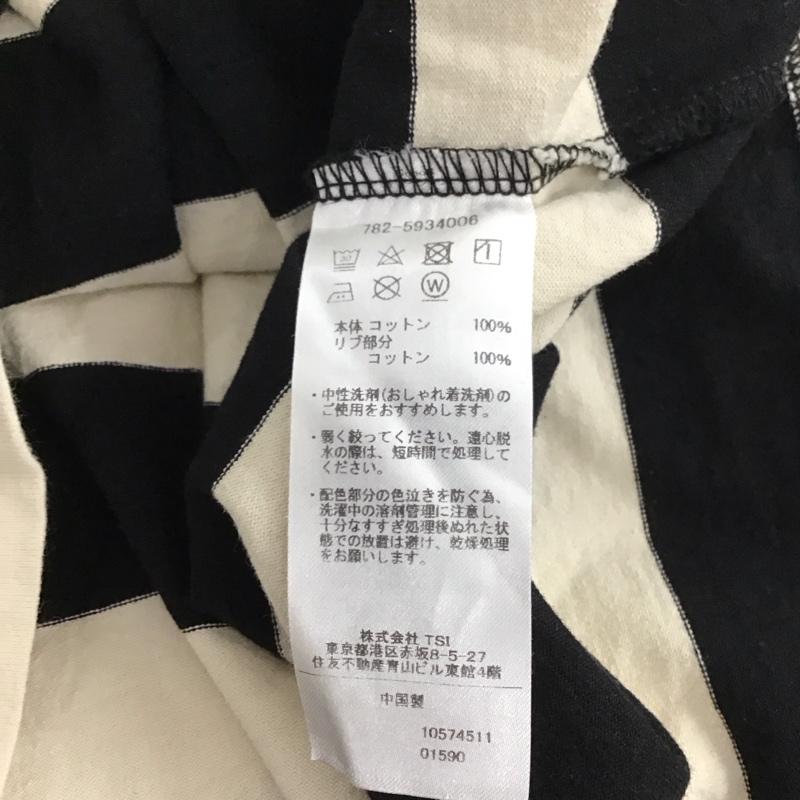 782-5934006
30
W
本体 コットン 100%
リブ部分
コットン 100%
・中性洗剤(おしゃれ着洗剤)の
ご使用をおすすめします。
・弱く絞ってください。遠心脱
水の際は、短時間で処理して
ください。
・配色部分の色泣きを防ぐ為、
洗濯中の溶剤管理に注意し、
十分なすすぎ処理後ぬれた状
態での放置は避け、乾燥処理
をお願いします。
株式会社 TSI
東京都港区赤坂8-5-27
住友不動産青山ビル東館4階
中国製
10574511
01590